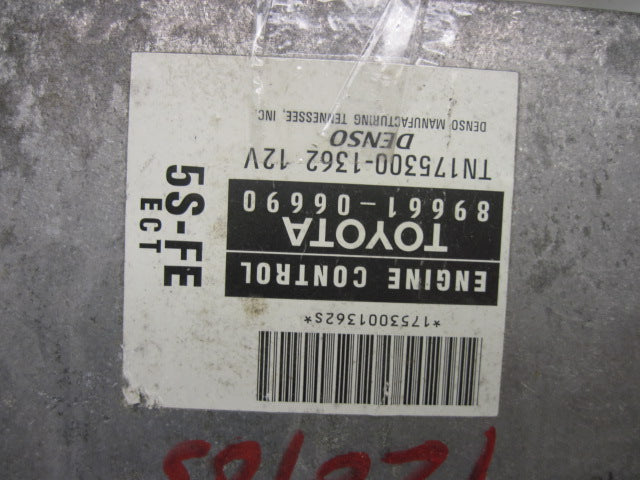 *1753001362S*
ENGINE CONTROL
TOYOTA
89661-06690
TN175300-1362 12V
DENSO
DENSO MANUFACTURING TENNESSEE, INC.
5S-FE
ECT